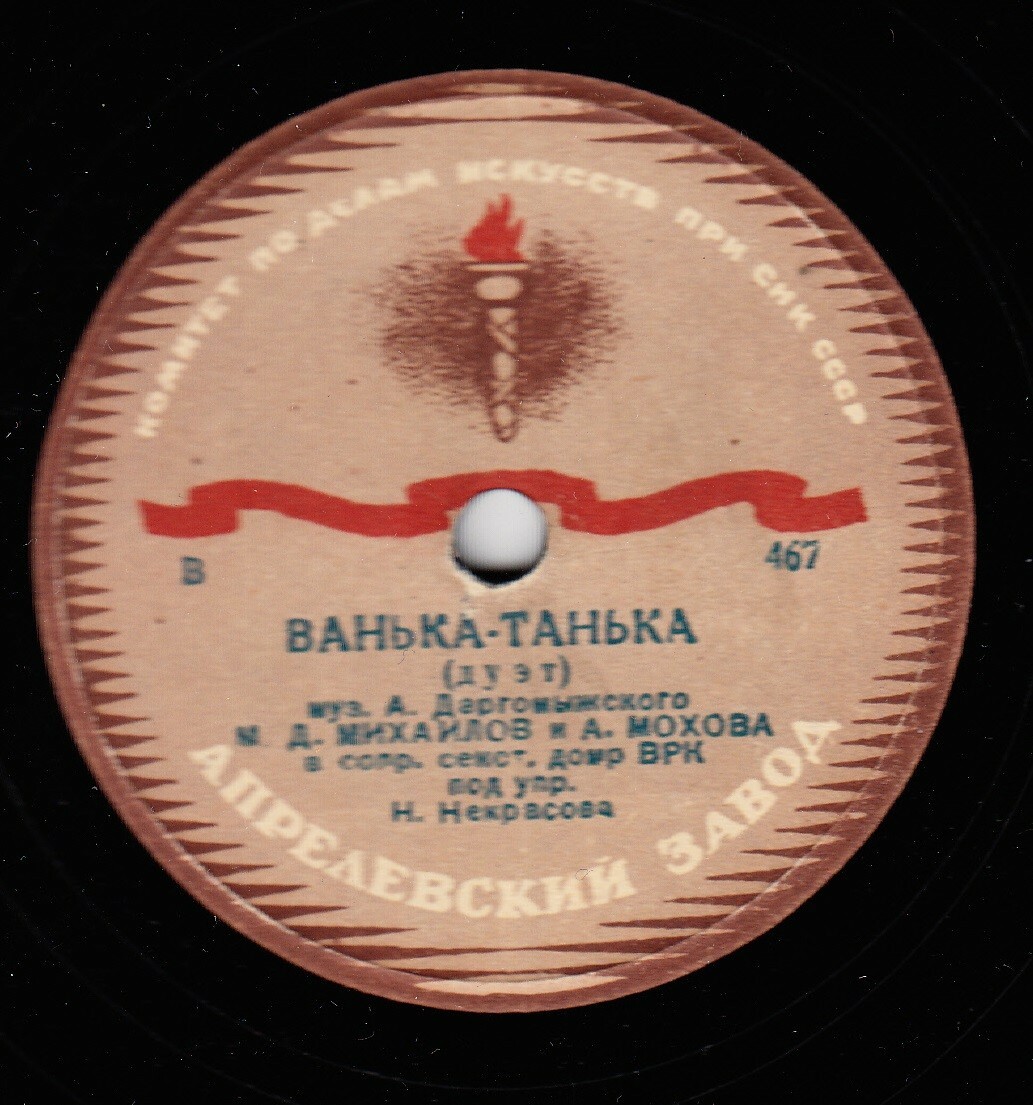 КОМИТЕТ ПО ДЕЛАМ ИСКУССТВ ПРИ СНК СССР
В 467
ВАНЬКА-ТАНЬКА
(дуэт)
муз. А. Даргомыжского
М. Д. МИХАЙЛОВ и А. МОХОВА
в сопр. секст. домр ВРК
под упр.
Н. Некрасова
АПРЕЛЕВСКИЙ ЗАВОД